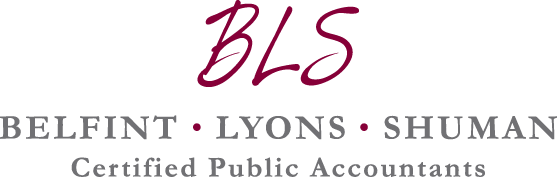 BLS
BELFINT • LYONS • SHUMAN
Certified Public Accountants